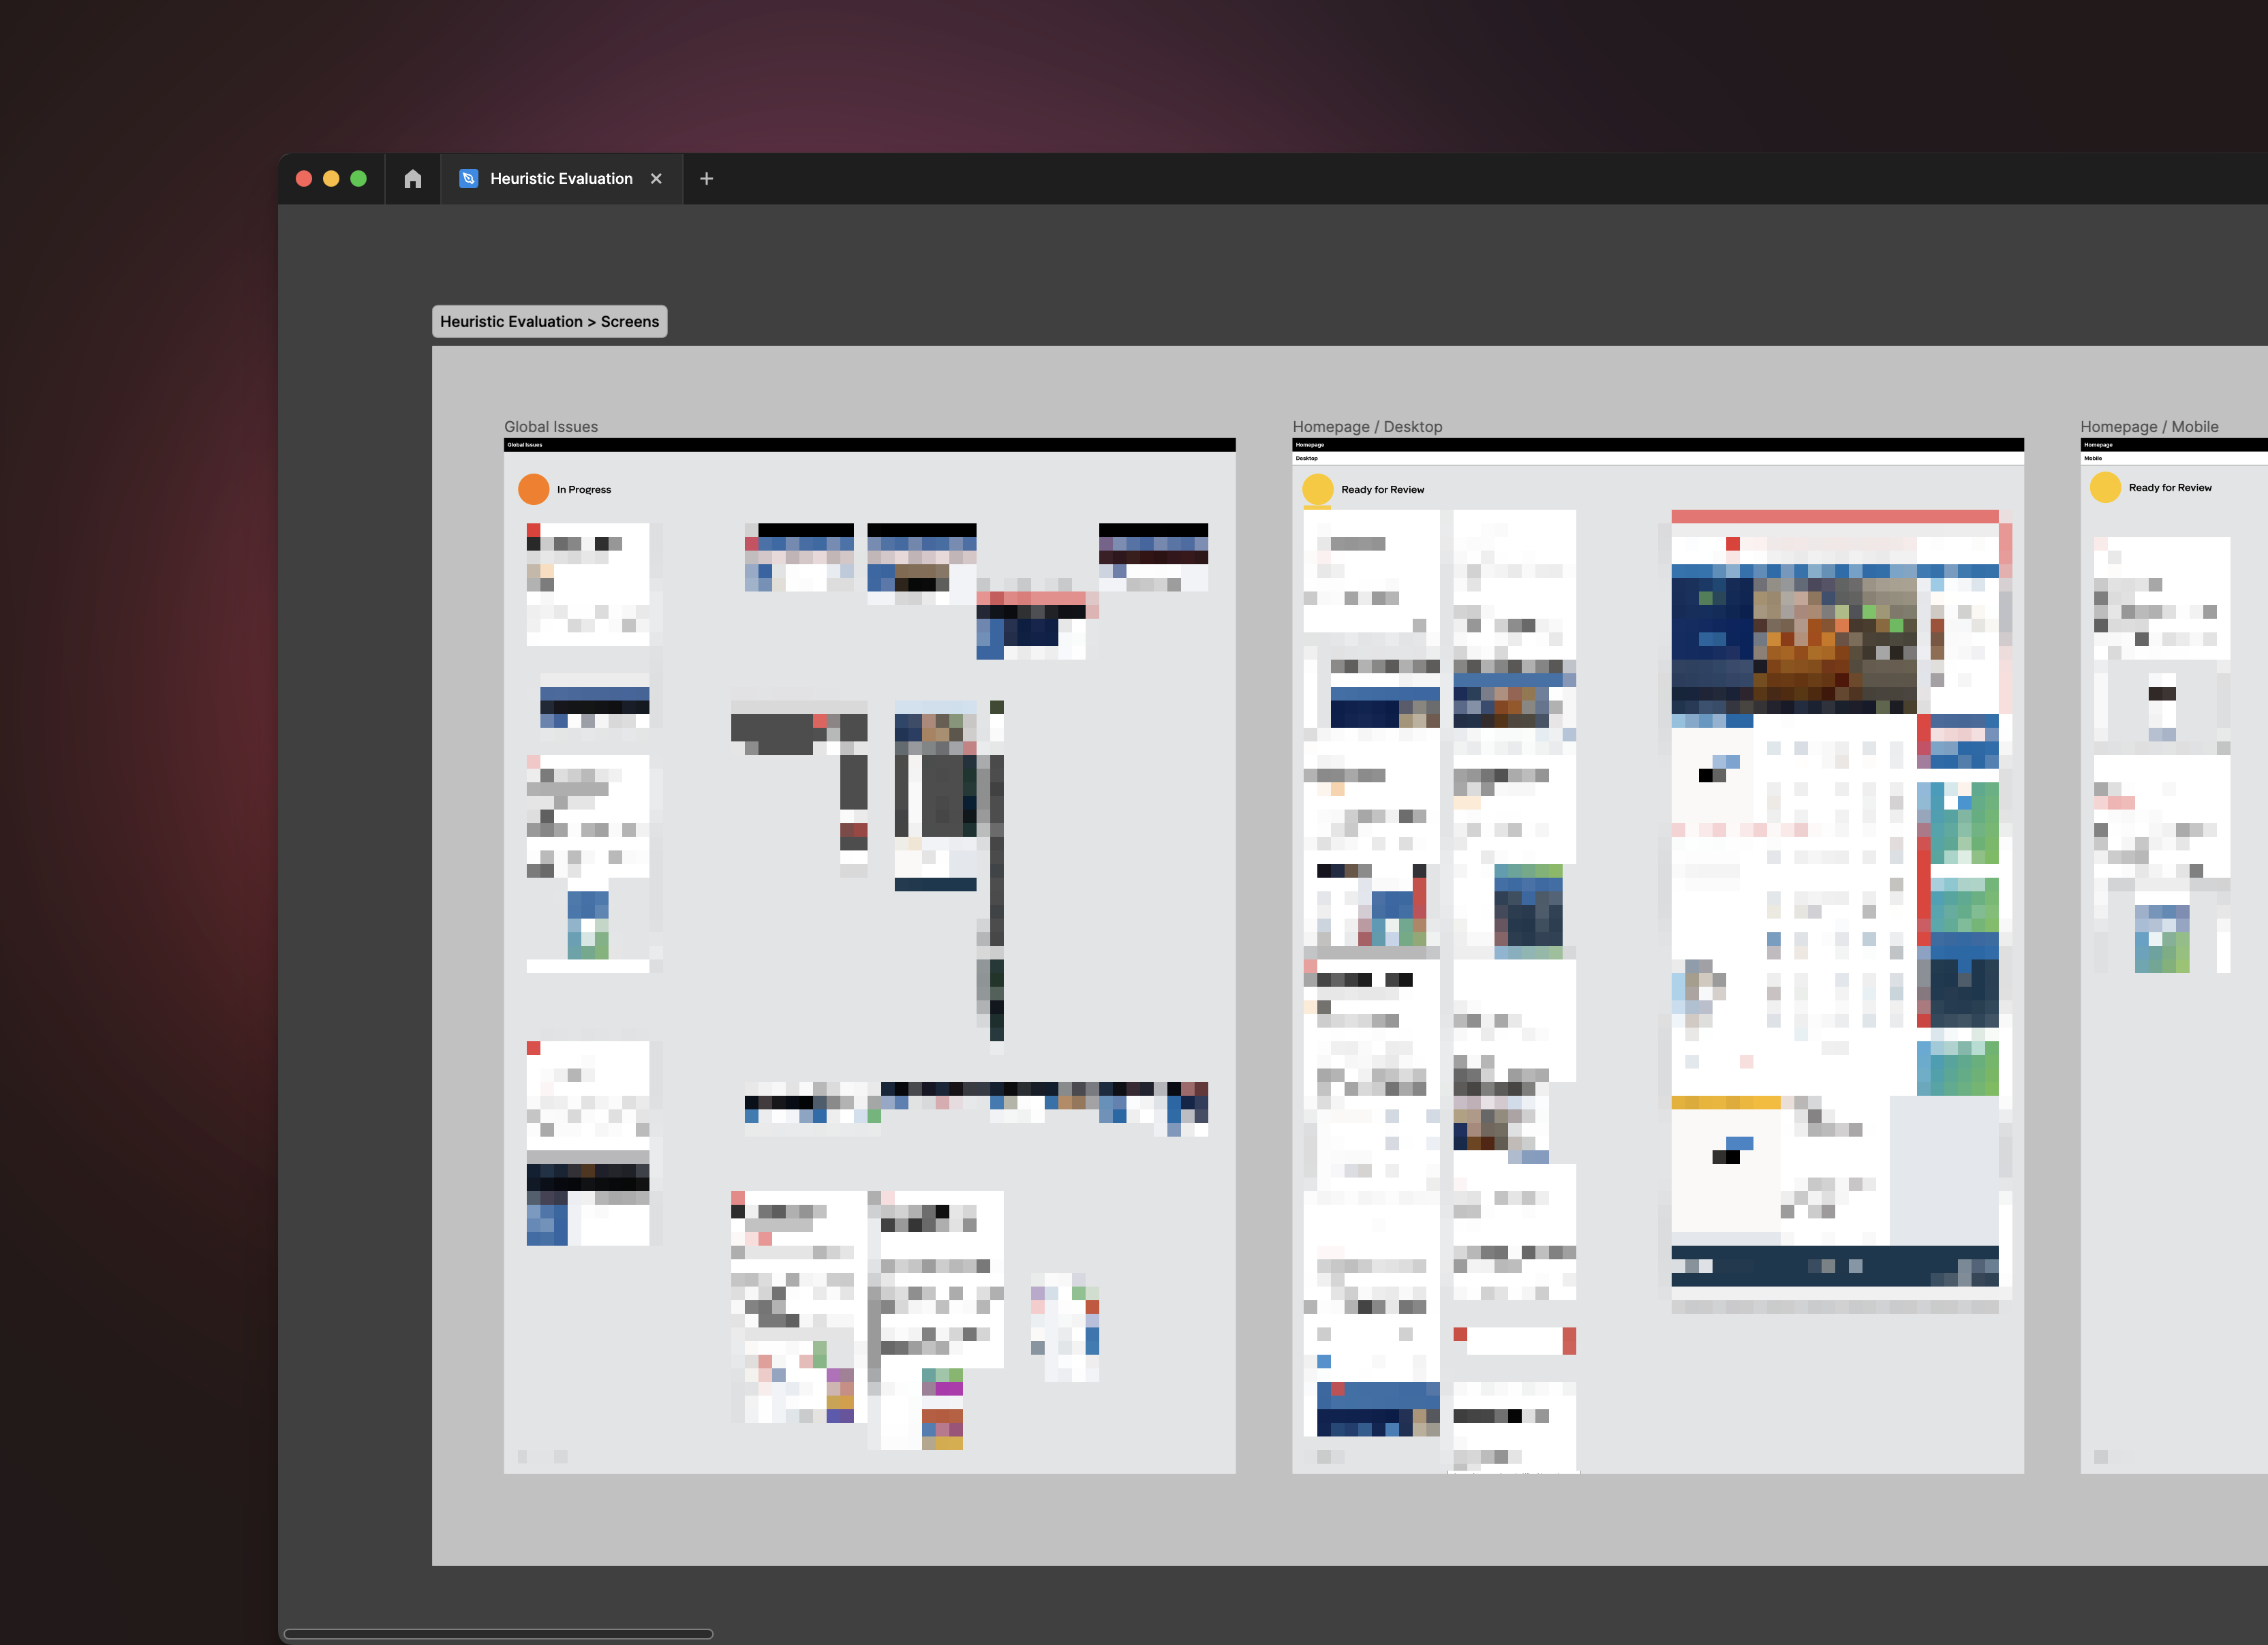 Heuristic Evaluation
Heuristic Evaluation > Screens
Global Issues
Global Issues
In Progress
Homepage / Desktop
Homepage
Desktop
Ready for Review
Homepage / Mobile
Homepage
Mobile
Ready for Review